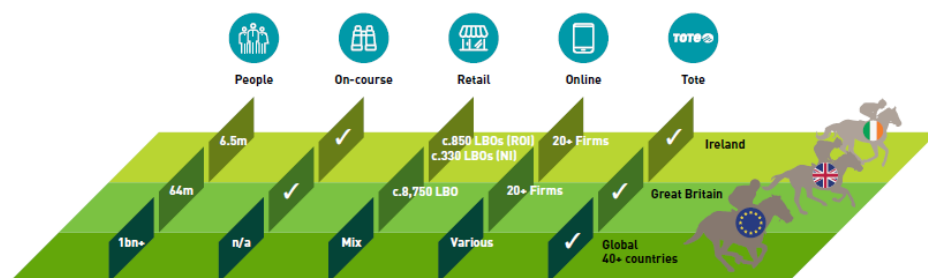 TOTE
People
On-course
Retail
Online
Tote
6.5m
✓
c.850 LBOs (ROI)
c.330 LBOs (NI)
20+ Firms
✓
Ireland
64m
✓
c.8,750 LBO
20+ Firms
✓
Great Britain
1bn+
n/a
Mix
Various
✓
Global
40+ countries